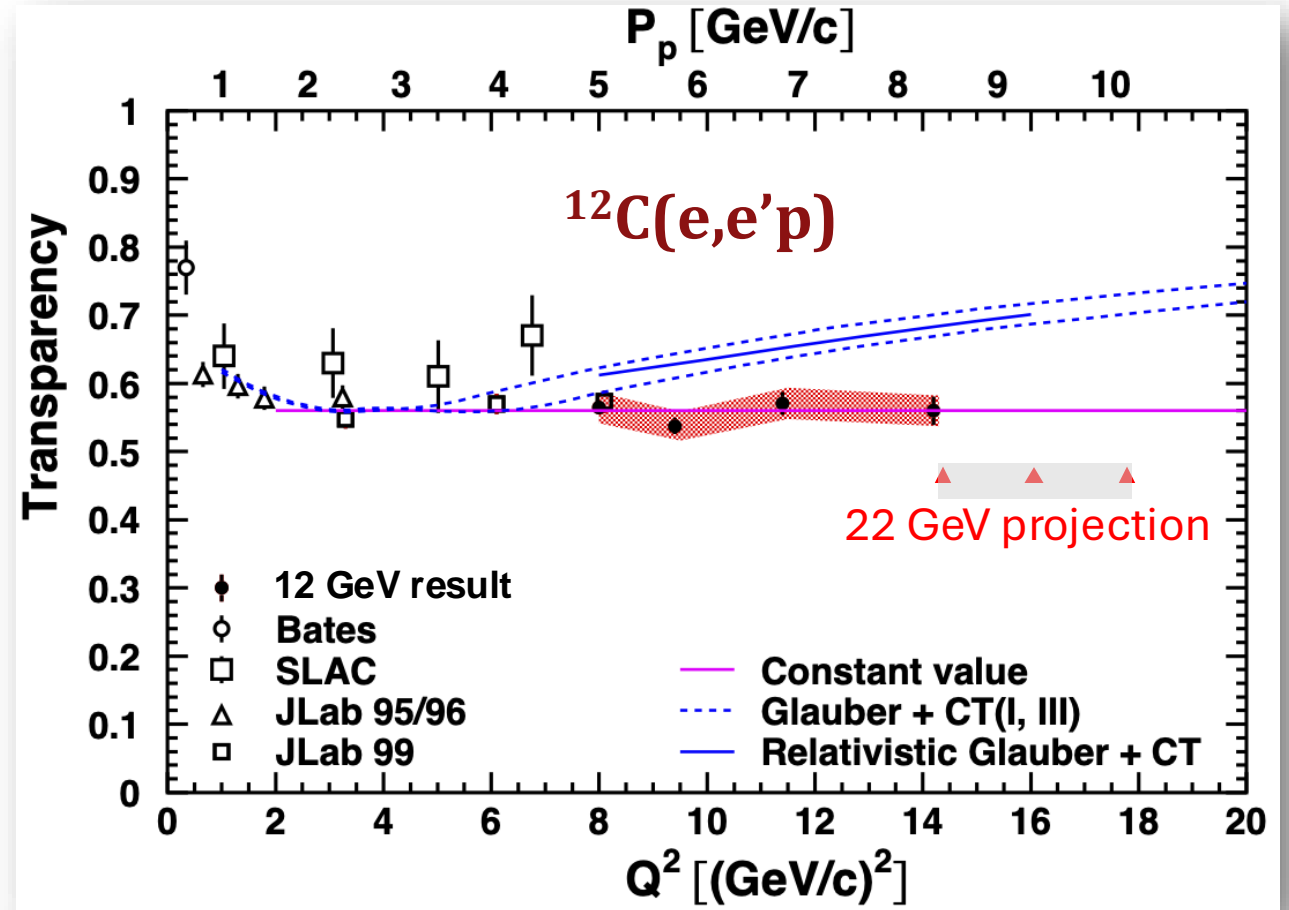 Pp [GeV/c]
1 2 3 4 5 6 7 8 9 10
1
0.9
0.8
0.7
0.6
0.5
0.4
0.3
0.2
0.1
0
Transparency
¹²C(e,e’p)
22 GeV projection
12 GeV result
Bates
SLAC
JLab 95/96
JLab 99
Constant value
Glauber + CT(I, III)
Relativistic Glauber + CT
0 2 4 6 8 10 12 14 16 18 20
Q² [(GeV/c)²]